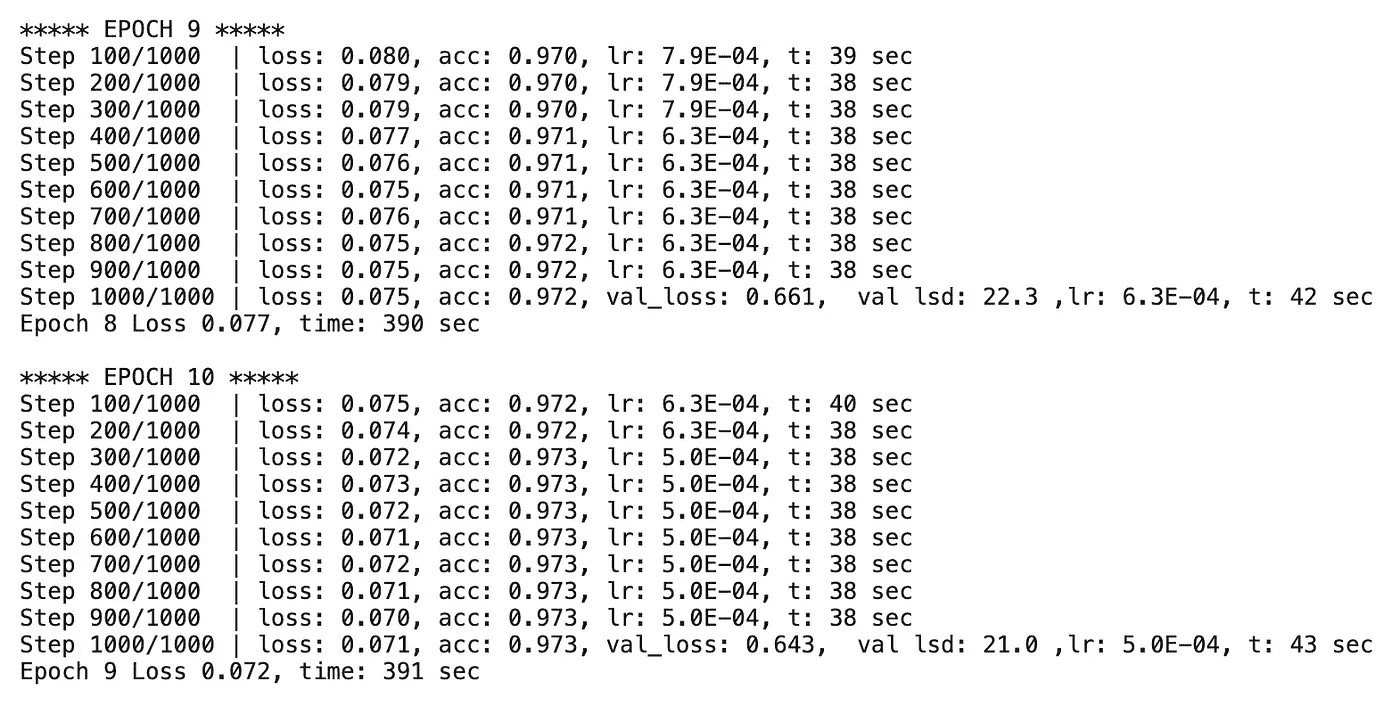 ***** EPOCH 9 *****
Step 100/1000  | loss: 0.080, acc: 0.970, lr: 7.9E-04, t: 39 sec
Step 200/1000  | loss: 0.079, acc: 0.970, lr: 7.9E-04, t: 38 sec
Step 300/1000  | loss: 0.079, acc: 0.970, lr: 7.9E-04, t: 38 sec
Step 400/1000  | loss: 0.077, acc: 0.971, lr: 6.3E-04, t: 38 sec
Step 500/1000  | loss: 0.076, acc: 0.971, lr: 6.3E-04, t: 38 sec
Step 600/1000  | loss: 0.075, acc: 0.971, lr: 6.3E-04, t: 38 sec
Step 700/1000  | loss: 0.076, acc: 0.971, lr: 6.3E-04, t: 38 sec
Step 800/1000  | loss: 0.075, acc: 0.972, lr: 6.3E-04, t: 38 sec
Step 900/1000  | loss: 0.075, acc: 0.972, lr: 6.3E-04, t: 38 sec
Step 1000/1000 | loss: 0.075, acc: 0.972, val_loss: 0.661,  val lsd: 22.3 ,lr: 6.3E-04, t: 42 sec
Epoch 8 Loss 0.077, time: 390 sec

***** EPOCH 10 *****
Step 100/1000  | loss: 0.075, acc: 0.972, lr: 6.3E-04, t: 40 sec
Step 200/1000  | loss: 0.074, acc: 0.972, lr: 6.3E-04, t: 38 sec
Step 300/1000  | loss: 0.072, acc: 0.973, lr: 5.0E-04, t: 38 sec
Step 400/1000  | loss: 0.073, acc: 0.973, lr: 5.0E-04, t: 38 sec
Step 500/1000  | loss: 0.072, acc: 0.973, lr: 5.0E-04, t: 38 sec
Step 600/1000  | loss: 0.071, acc: 0.973, lr: 5.0E-04, t: 38 sec
Step 700/1000  | loss: 0.072, acc: 0.973, lr: 5.0E-04, t: 38 sec
Step 800/1000  | loss: 0.071, acc: 0.973, lr: 5.0E-04, t: 38 sec
Step 900/1000  | loss: 0.070, acc: 0.973, lr: 5.0E-04, t: 38 sec
Step 1000/1000 | loss: 0.071, acc: 0.973, val_loss: 0.643,  val lsd: 21.0 ,lr: 5.0E-04, t: 43 sec
Epoch 9 Loss 0.072, time: 391 sec